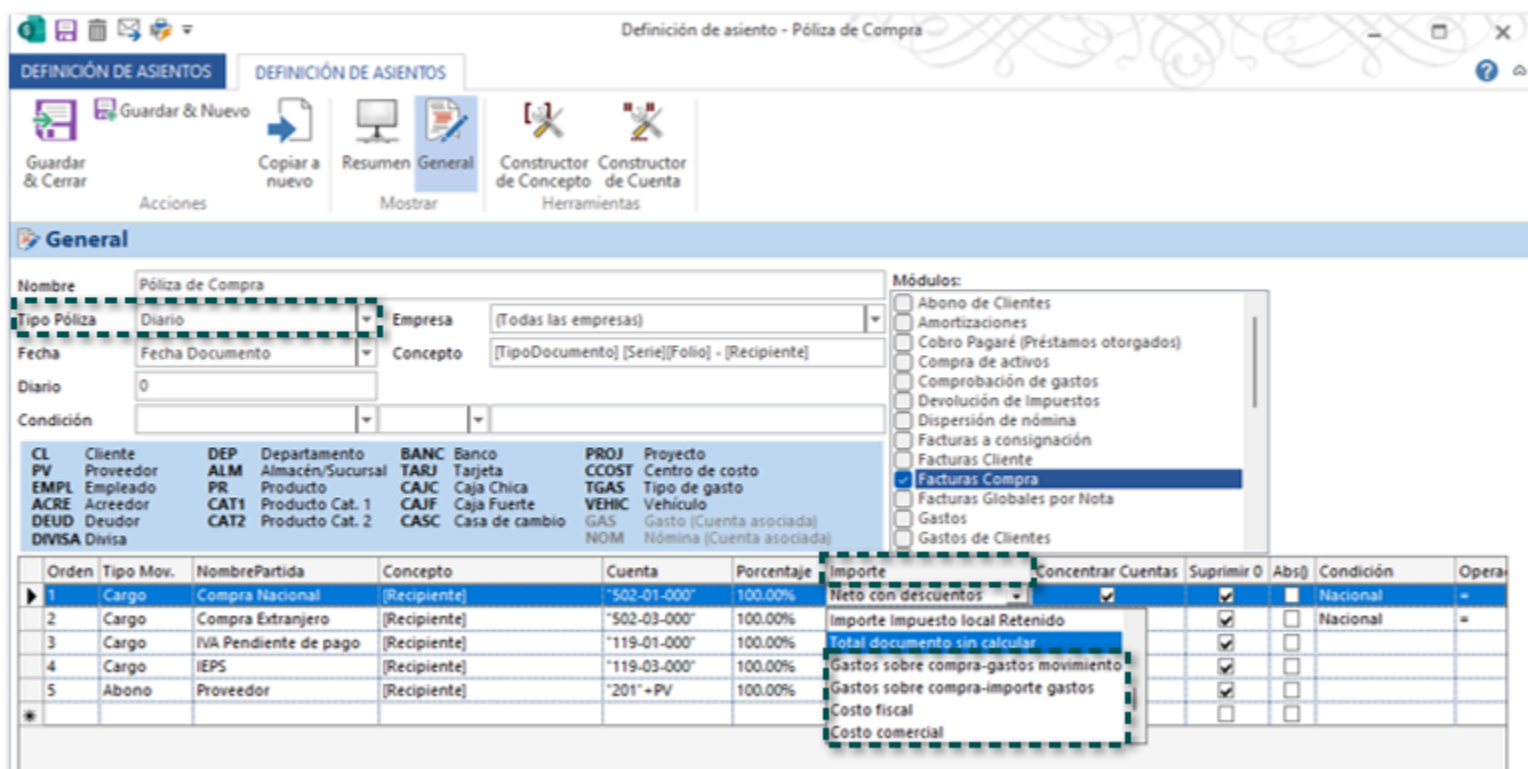 Definición de asiento - Póliza de Compra
DEFINICIÓN DE ASIENTOS DEFINICIÓN DE ASIENTOS
Guardar & Cerrar
Guardar & Nuevo
Copiar a nuevo
Resumen General
Constructor de Concepto
Constructor de Cuenta
Acciones Mostrar Herramientas
General
Nombre Póliza de Compra
Tipo Póliza Diario Empresa (Todas las empresas)
Fecha Fecha Documento Concepto [TipoDocumento] [Serie][Folio] - [Recipiente]
Diario 0
Condición
Módulos:
Abono de Clientes
Amortizaciones
Cobro Pagaré (Préstamos otorgados)
Compra de activos
Comprobación de gastos
Devolución de Impuestos
Dispersión de nómina
Facturas a consignación
Facturas Cliente
Facturas Compra
Facturas Globales por Nota
Gastos
Gastos de Clientes
CL Cliente DEP Departamento BANC Banco PROJ Proyecto
PV Proveedor ALM Almacén/Sucursal TARJ Tarjeta CCOST Centro de costo
EMPL Empleado PR Producto CAJC Caja Chica TGAS Tipo de gasto
ACRE Acreedor CAT1 Producto Cat. 1 CAJF Caja Fuerte VEHIC Vehículo
DEUD Deudor CAT2 Producto Cat. 2 CASC Casa de cambio GAS Gasto (Cuenta asociada)
DIVISA Divisa NOM Nómina (Cuenta asociada)
Orden Tipo Mov. NombrePartida Concepto Cuenta Porcentaje Importe Concentrar Cuentas Suprimir 0 Abs() Condición Opera
1 Cargo Compra Nacional [Recipiente] "502-01-000" 100.00% Neto con descuentos Nacional =
2 Cargo Compra Extranjero [Recipiente] "502-03-000" 100.00% Importe Impuesto local Retenido Nacional =
3 Cargo IVA Pendiente de pago [Recipiente] "119-01-000" 100.00% Total documento sin calcular
4 Cargo IEPS [Recipiente] "119-03-000" 100.00% Gastos sobre compra-gastos movimiento
5 Abono Proveedor [Recipiente] "201"+PV 100.00% Gastos sobre compra-importe gastos
Costo fiscal
Costo comercial